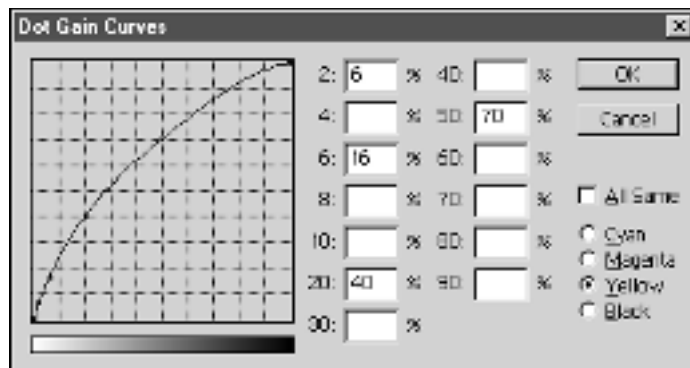 Dot Gain Curves
2: 6 % 40: % OK
4: % 50: 70 % Cancel
6: 16 % 60: %
8: % 70: % All Same
10: % 80: % Cyan
Magenta
20: 40 % 90: % Yellow
30: % Black